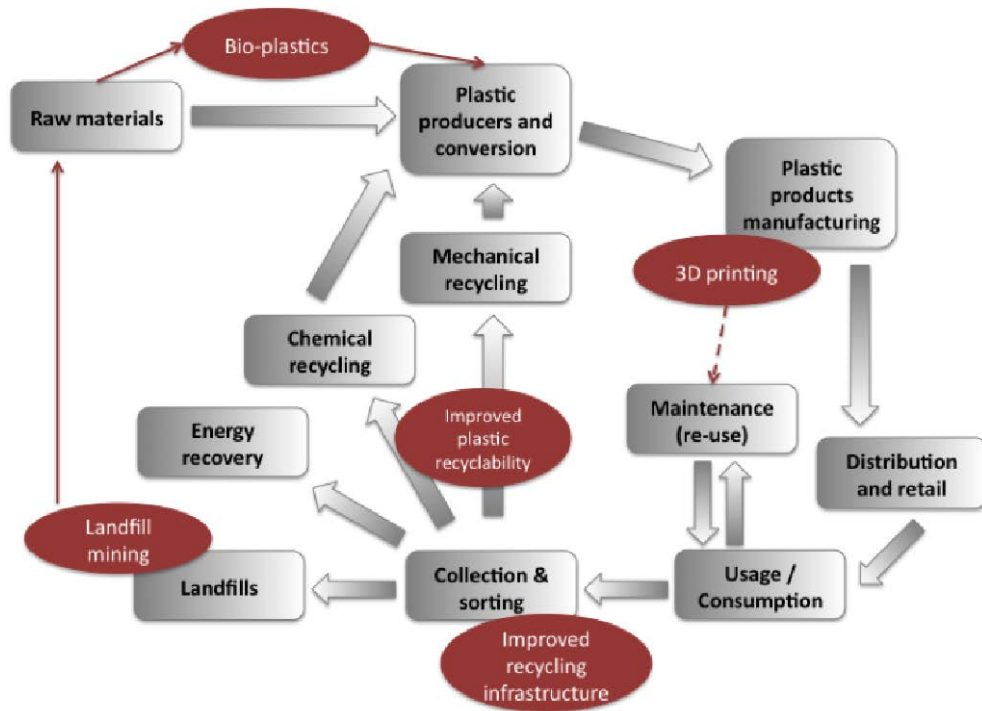 Bio-plastics
Raw materials
Plastic
producers and
conversion
Plastic
products
manufacturing
Mechanical
recycling
3D printing
Chemical
recycling
Improved
plastic
recyclability
Maintenance
(re-use)
Energy
recovery
Distribution
and retail
Landfill
mining
Landfills
Collection &
sorting
Usage /
Consumption
Improved
recycling
infrastructure